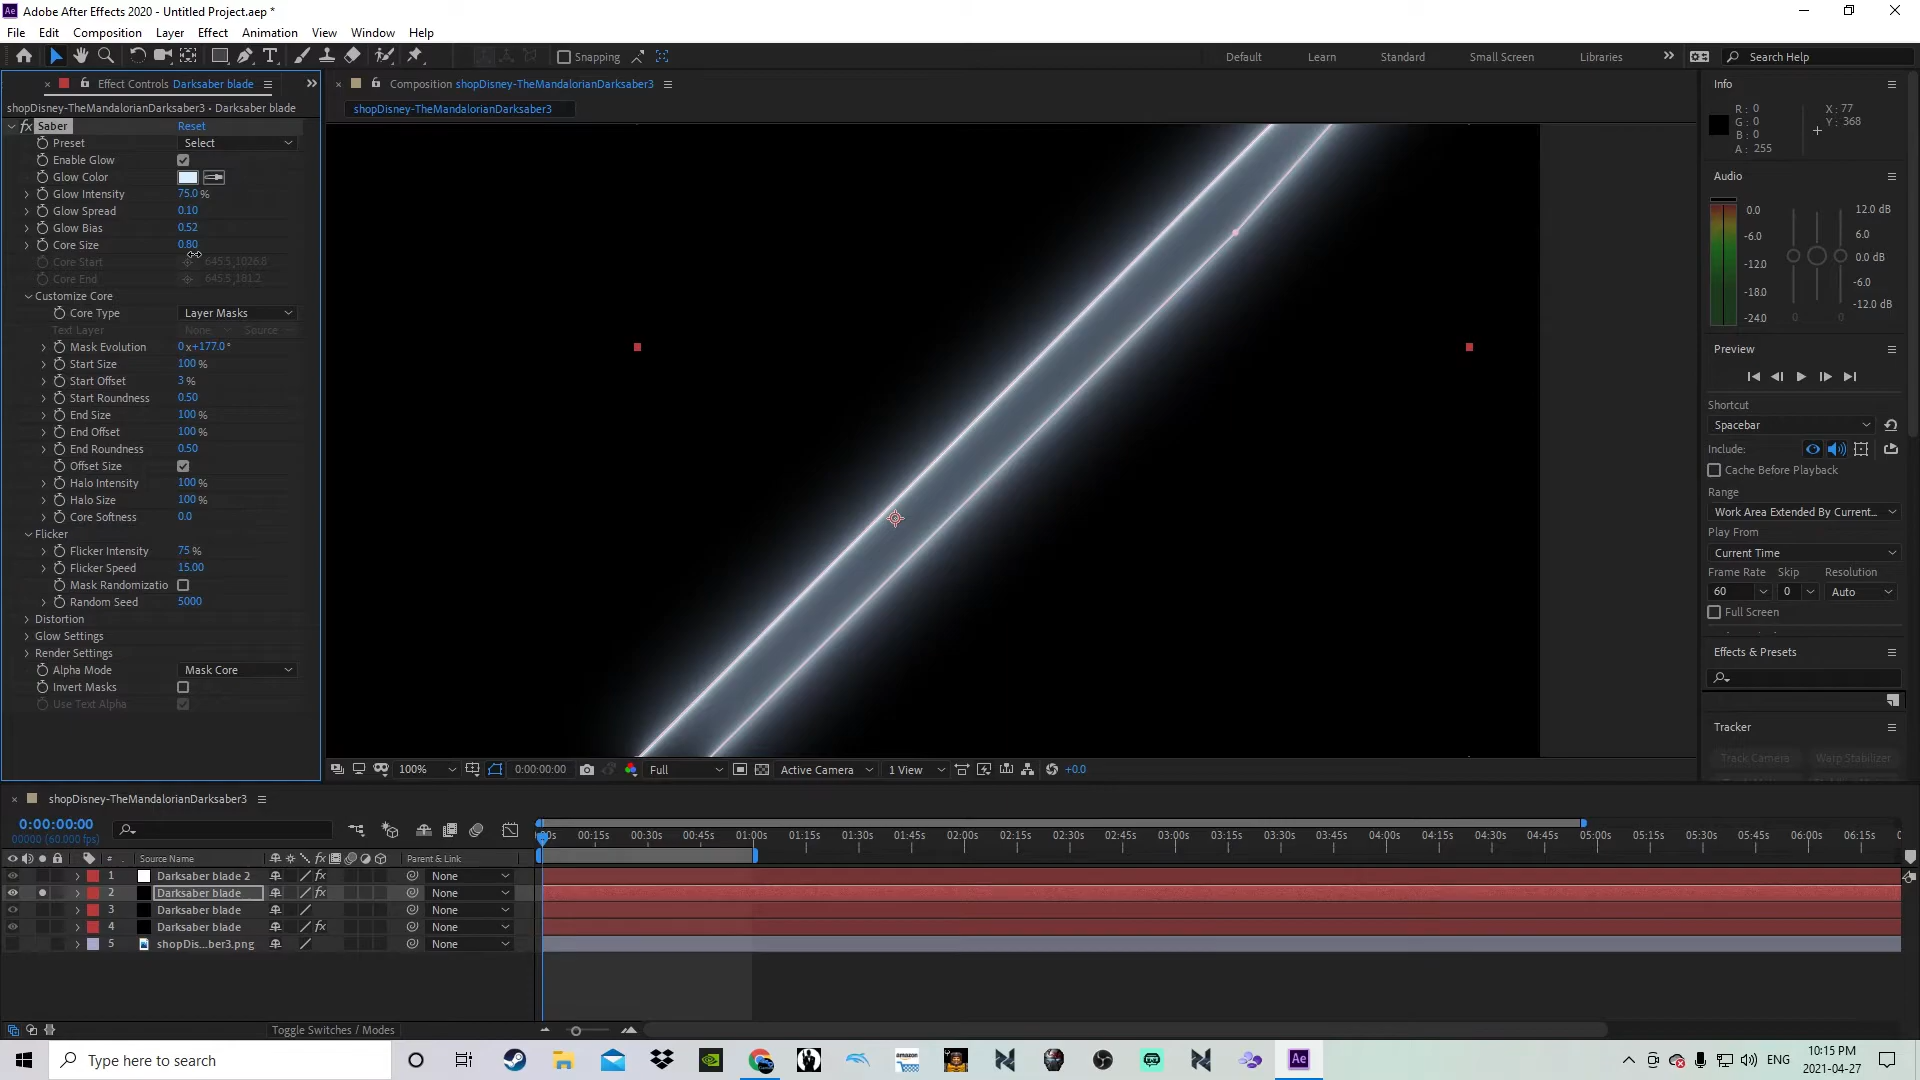 Adobe After Effects 2020 - Untitled Project.aep *
File Edit Composition Layer Effect Animation View Window Help
Snapping
Default Learn Standard Small Screen Libraries Search Help
Effect Controls Darksaber blade
shopDisney-TheMandalorianDarksaber3 • Darksaber blade
fx Saber Reset
Preset Select
Enable Glow
Glow Color
Glow Intensity 75.0 %
Glow Spread 0.10
Glow Bias 0.52
Core Size 0.80
Core Start 645.5,1026.8
Core End 645.5,181.2
Customize Core
Core Type Layer Masks
Text Layer None Source
Mask Evolution 0x+177.0°
Start Size 100 %
Start Offset 3 %
Start Roundness 0.50
End Size 100 %
End Offset 100 %
End Roundness 0.50
Offset Size
Halo Intensity 100 %
Halo Size 100 %
Core Softness 0.0
Flicker
Flicker Intensity 75 %
Flicker Speed 15.00
Mask Randomizatio
Random Seed 5000
Distortion
Glow Settings
Render Settings
Alpha Mode Mask Core
Invert Masks
Use Text Alpha
Composition shopDisney-TheMandalorianDarksaber3
shopDisney-TheMandalorianDarksaber3
100% 0:00:00:00 Full Active Camera 1 View +0.0
Info
R: 0 X: 77
G: 0 Y: 368
B: 0
A: 255
Audio
0.0 12.0 dB
-6.0 6.0
-12.0 0.0 dB
-18.0 -6.0
-24.0 -12.0 dB
0 0
Preview
Shortcut
Spacebar
Include:
Cache Before Playback
Range
Work Area Extended By Current...
Play From
Current Time
Frame Rate Skip Resolution
60 0 Auto
Full Screen
Effects & Presets
Tracker
Track Camera Warp Stabilizer
shopDisney-TheMandalorianDarksaber3
0:00:00:00
00000 (60.000 fps)
00s 00:15s 00:30s 00:45s 01:00s 01:15s 01:30s 01:45s 02:00s 02:15s 02:30s 02:45s 03:00s 03:15s 03:30s 03:45s 04:00s 04:15s 04:30s 04:45s 05:00s 05:15s 05:30s 05:45s 06:00s 06:15s
# Source Name fx Parent & Link
1 Darksaber blade 2 fx None
2 Darksaber blade fx None
3 Darksaber blade None
4 Darksaber blade fx None
5 shopDis...ber3.png None
Toggle Switches / Modes
Type here to search
amazon
Ae
ENG
10:15 PM
2021-04-27